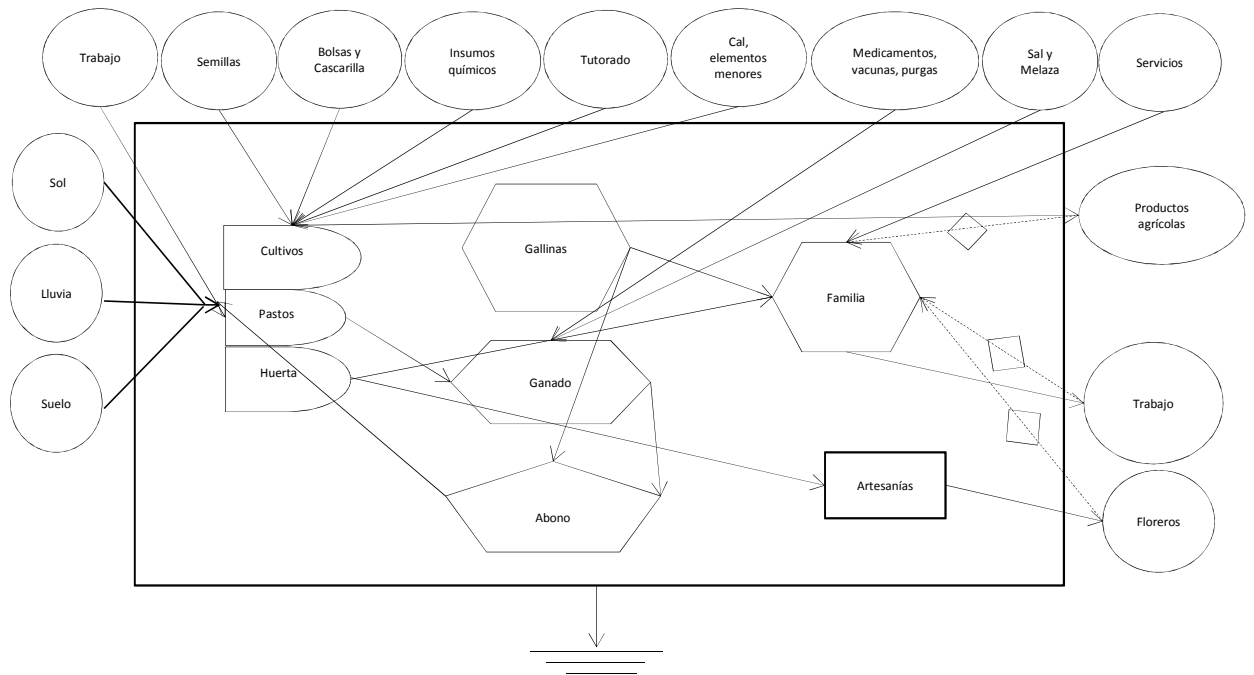 Trabajo
Semillas
Bolsas y
Cascarilla
Insumos
químicos
Tutorado
Cal,
elementos
menores
Medicamentos,
vacunas, purgas
Sal y
Melaza
Servicios
Sol
Lluvia
Suelo
Cultivos
Pastos
Huerta
Gallinas
Ganado
Abono
Familia
Artesanías
Productos
agrícolas
Trabajo
Floreros